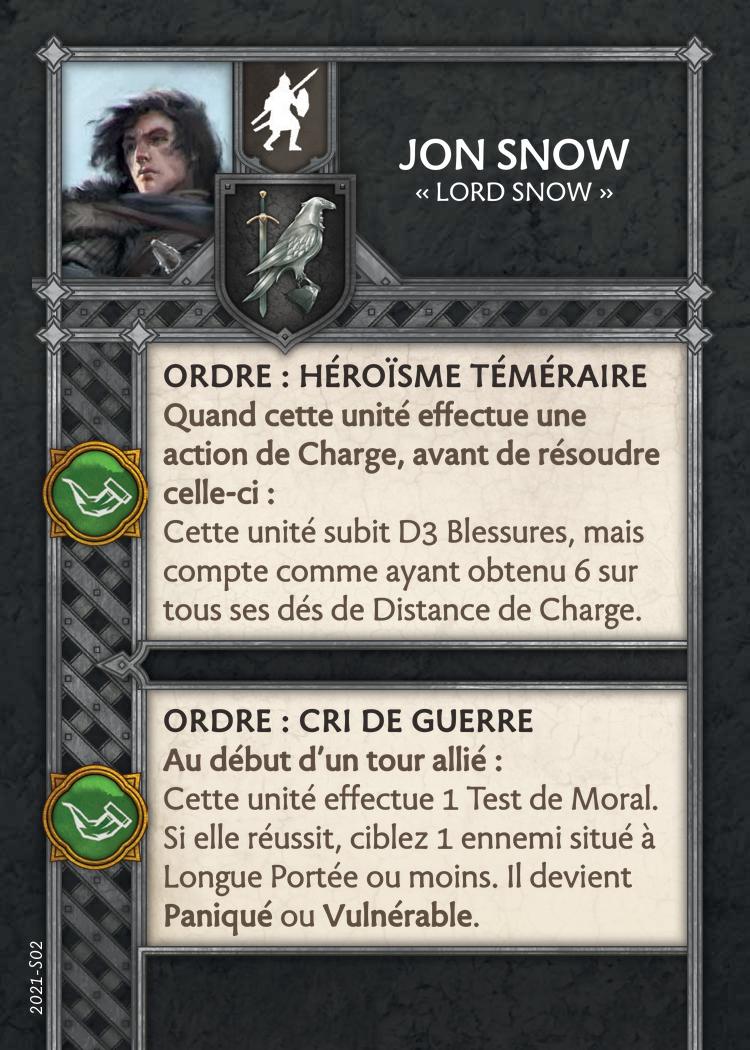 JON SNOW
« LORD SNOW »
ORDRE : HÉROÏSME TÉMÉRAIRE
Quand cette unité effectue une
action de Charge, avant de résoudre
celle-ci :
Cette unité subit D3 Blessures, mais
compte comme ayant obtenu 6 sur
tous ses dés de Distance de Charge.
ORDRE : CRI DE GUERRE
Au début d’un tour allié :
Cette unité effectue 1 Test de Moral.
Si elle réussit, ciblez 1 ennemi situé à
Longue Portée ou moins. Il devient
Paniqué ou Vulnérable.
2021-S02